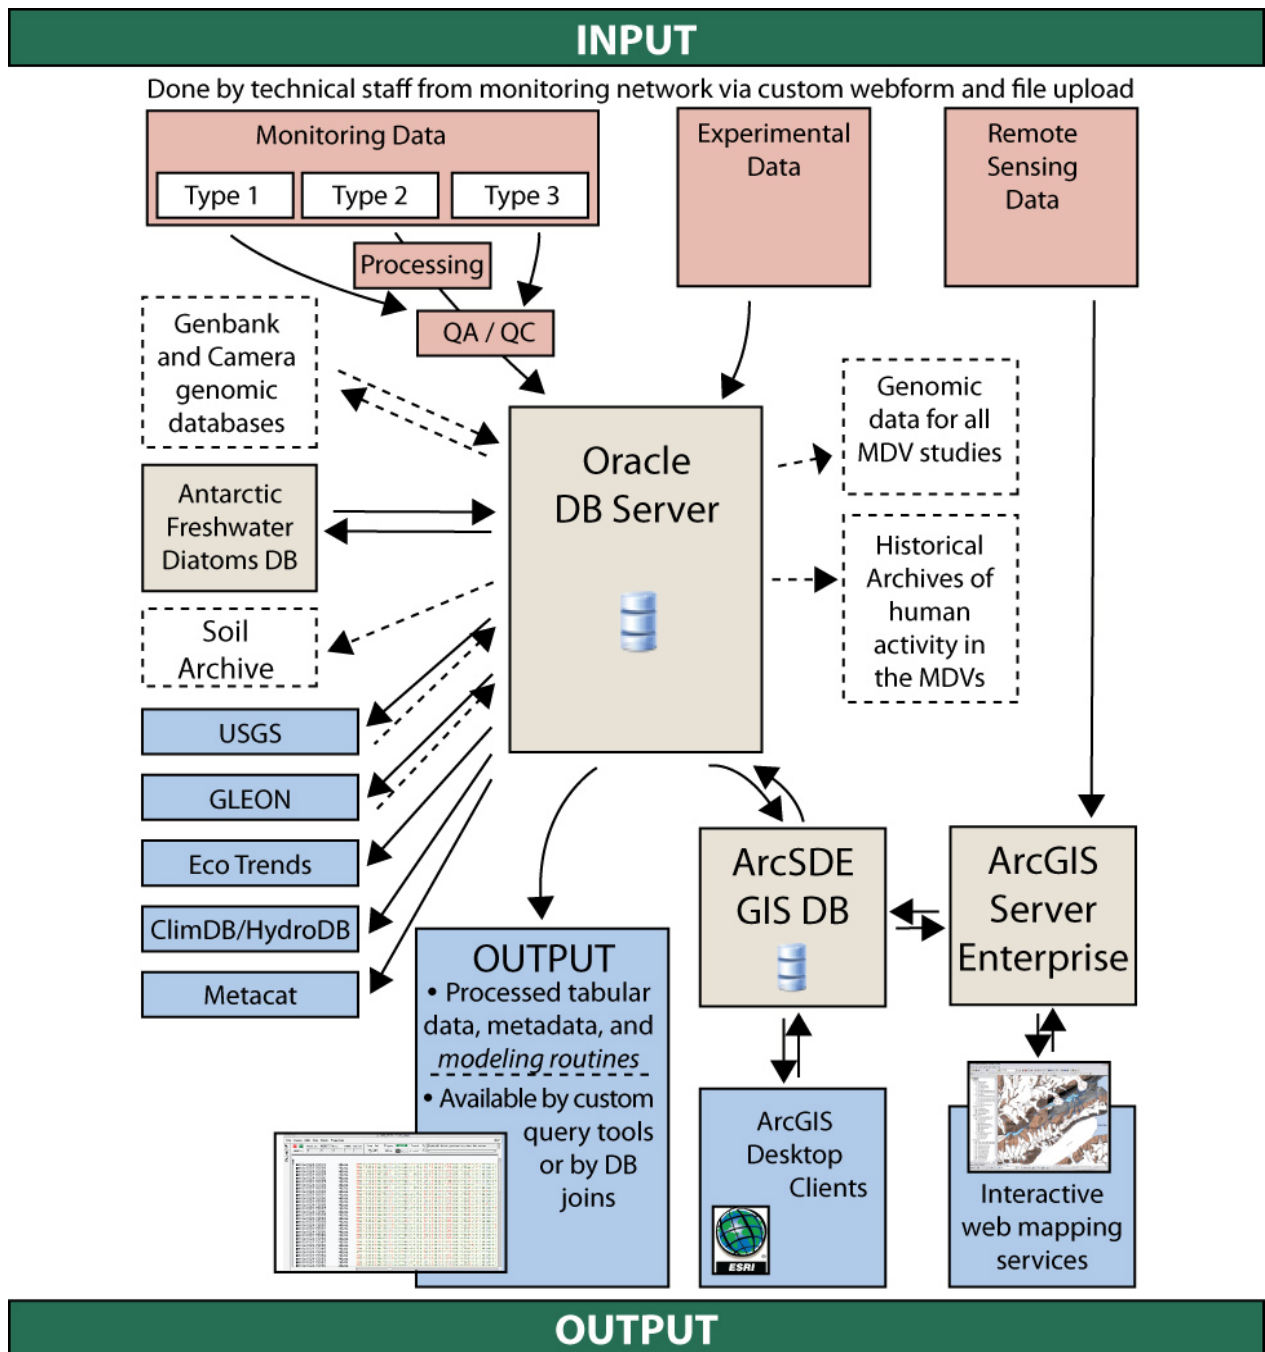 INPUT
Done by technical staff from monitoring network via custom webform and file upload
Monitoring Data
Type 1
Type 2
Type 3
Processing
QA / QC
Experimental
Data
Remote
Sensing
Data
Genbank
and Camera
genomic
databases
Antarctic
Freshwater
Diatoms DB
Soil
Archive
USGS
GLEON
Eco Trends
ClimDB/HydroDB
Metacat
Oracle
DB Server
Genomic
data for all
MDV studies
Historical
Archives of
human
activity in
the MDVs
ArcSDE
GIS DB
ArcGIS
Server
Enterprise
OUTPUT
• Processed tabular
data, metadata, and
modeling routines
• Available by custom
query tools
or by DB
joins
ArcGIS
Desktop
Clients
ESRI
Interactive
web mapping
services
OUTPUT